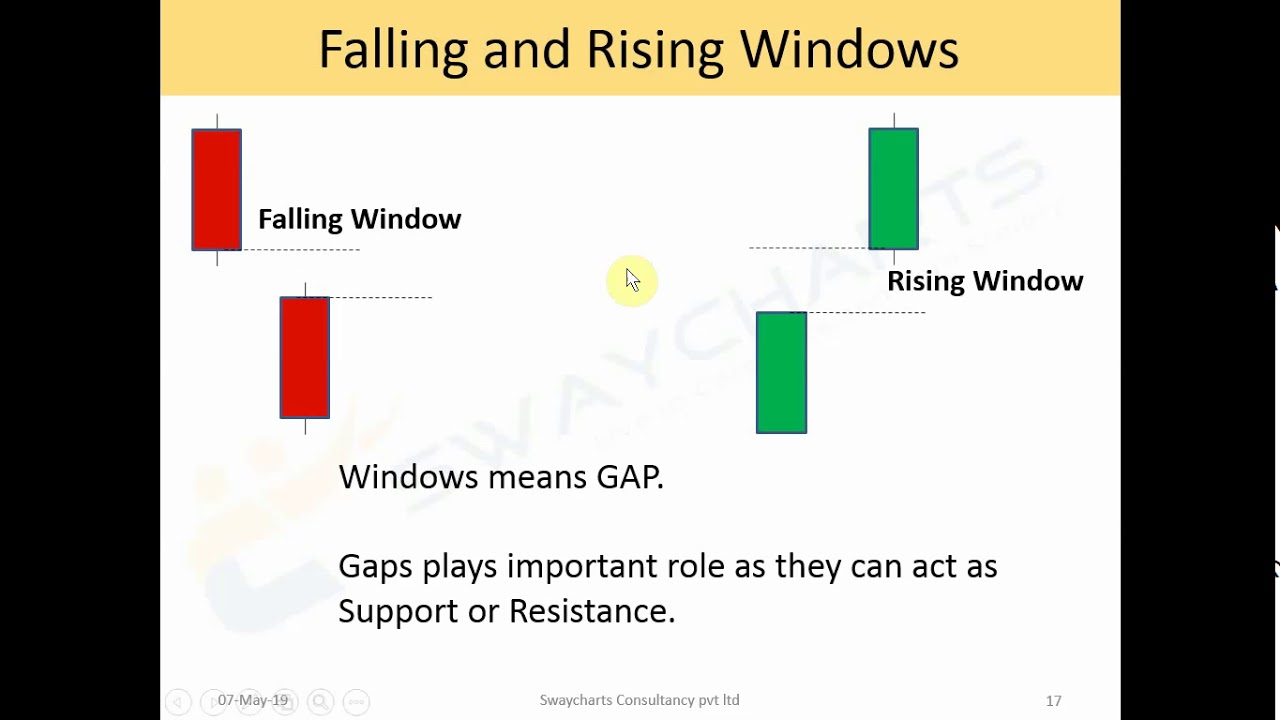 Falling and Rising Windows
Falling Window
Rising Window
Windows means GAP.
Gaps plays important role as they can act as
Support or Resistance.
SWAYCHARTS
07-May-19
Swaycharts Consultancy pvt ltd
17